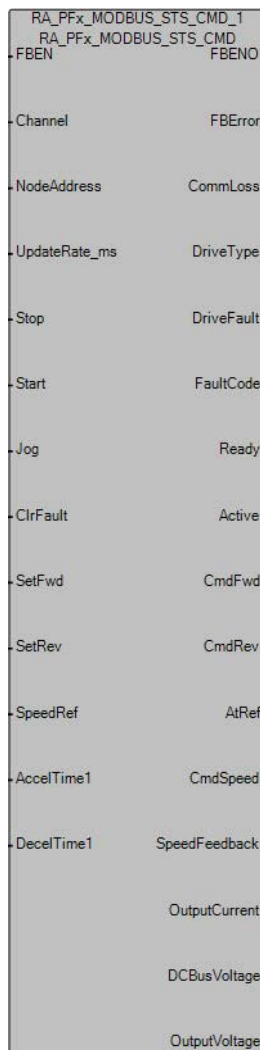 RA_PFx_MODBUS_STS_CMD_1
RA_PFx_MODBUS_STS_CMD
FBEN FBENO
Channel FBError
NodeAddress CommLoss
UpdateRate_ms DriveType
Stop DriveFault
Start FaultCode
Jog Ready
ClrFault Active
SetFwd CmdFwd
SetRev CmdRev
SpeedRef AtRef
AccelTime1 CmdSpeed
DecelTime1 SpeedFeedback
OutputCurrent
DCBusVoltage
OutputVoltage